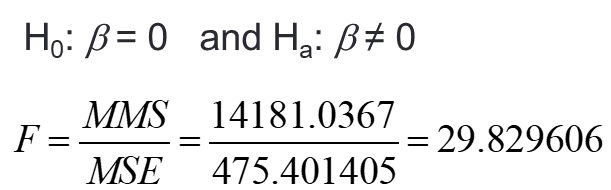 H₀: β = 0 and Hₐ: β ≠ 0
F = MMS / MSE = 14181.0367 / 475.401405 = 29.829606